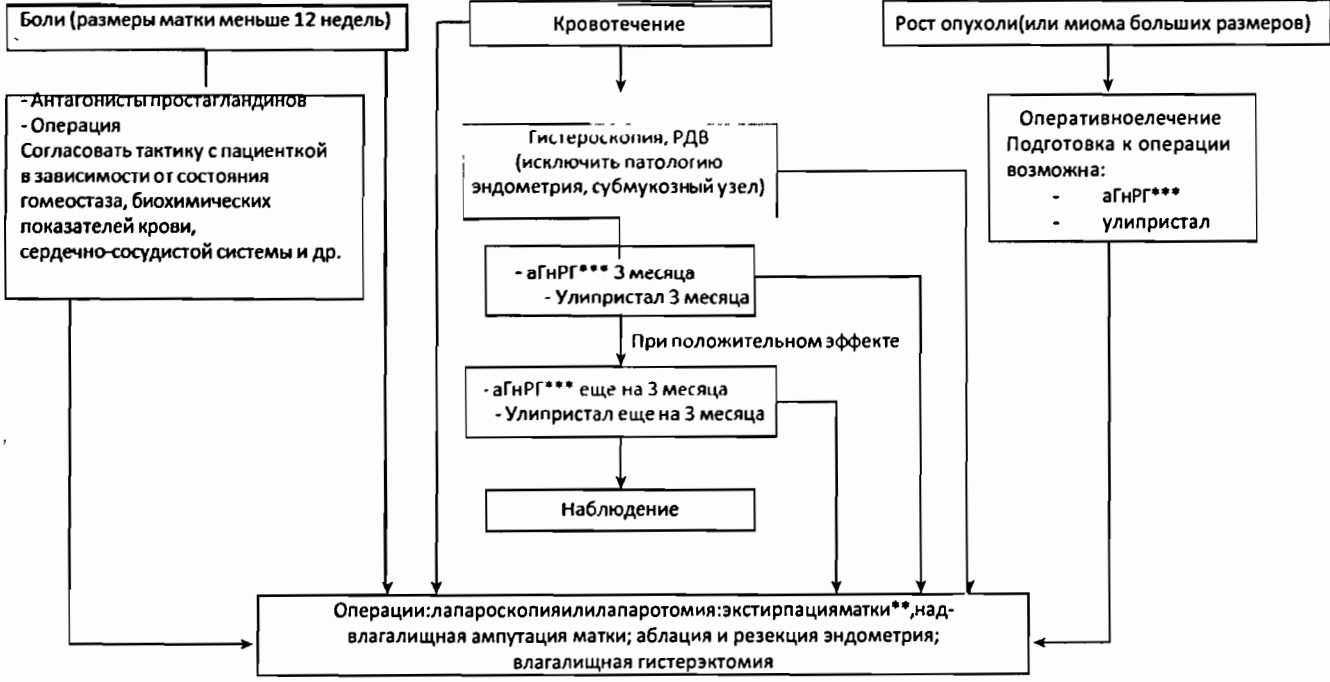 Боли (размеры матки меньше 12 недель)
Кровотечение
Рост опухоли(или миома больших размеров)
- Антагонисты простагландинов
- Операция
Согласовать тактику с пациенткой
в зависимости от состояния
гомеостаза, биохимических
показателей крови,
сердечно-сосудистой системы и др.
Гистероскопия, РДВ
(исключить патологию
эндометрия, субмукозный узел)
Оперативноелечение
Подготовка к операции
возможна:
- аГнРГ***
- улипристал
- аГнРГ*** 3 месяца
- Улипристал 3 месяца
При положительном эффекте
- аГнРГ*** еще на 3 месяца
- Улипристал еще на 3 месяца
Наблюдение
Операции:лапароскопияилилапаротомия:экстирпацияматки**,над-
влагалищная ампутация матки; аблация и резекция эндометрия;
влагалищная гистерэктомия